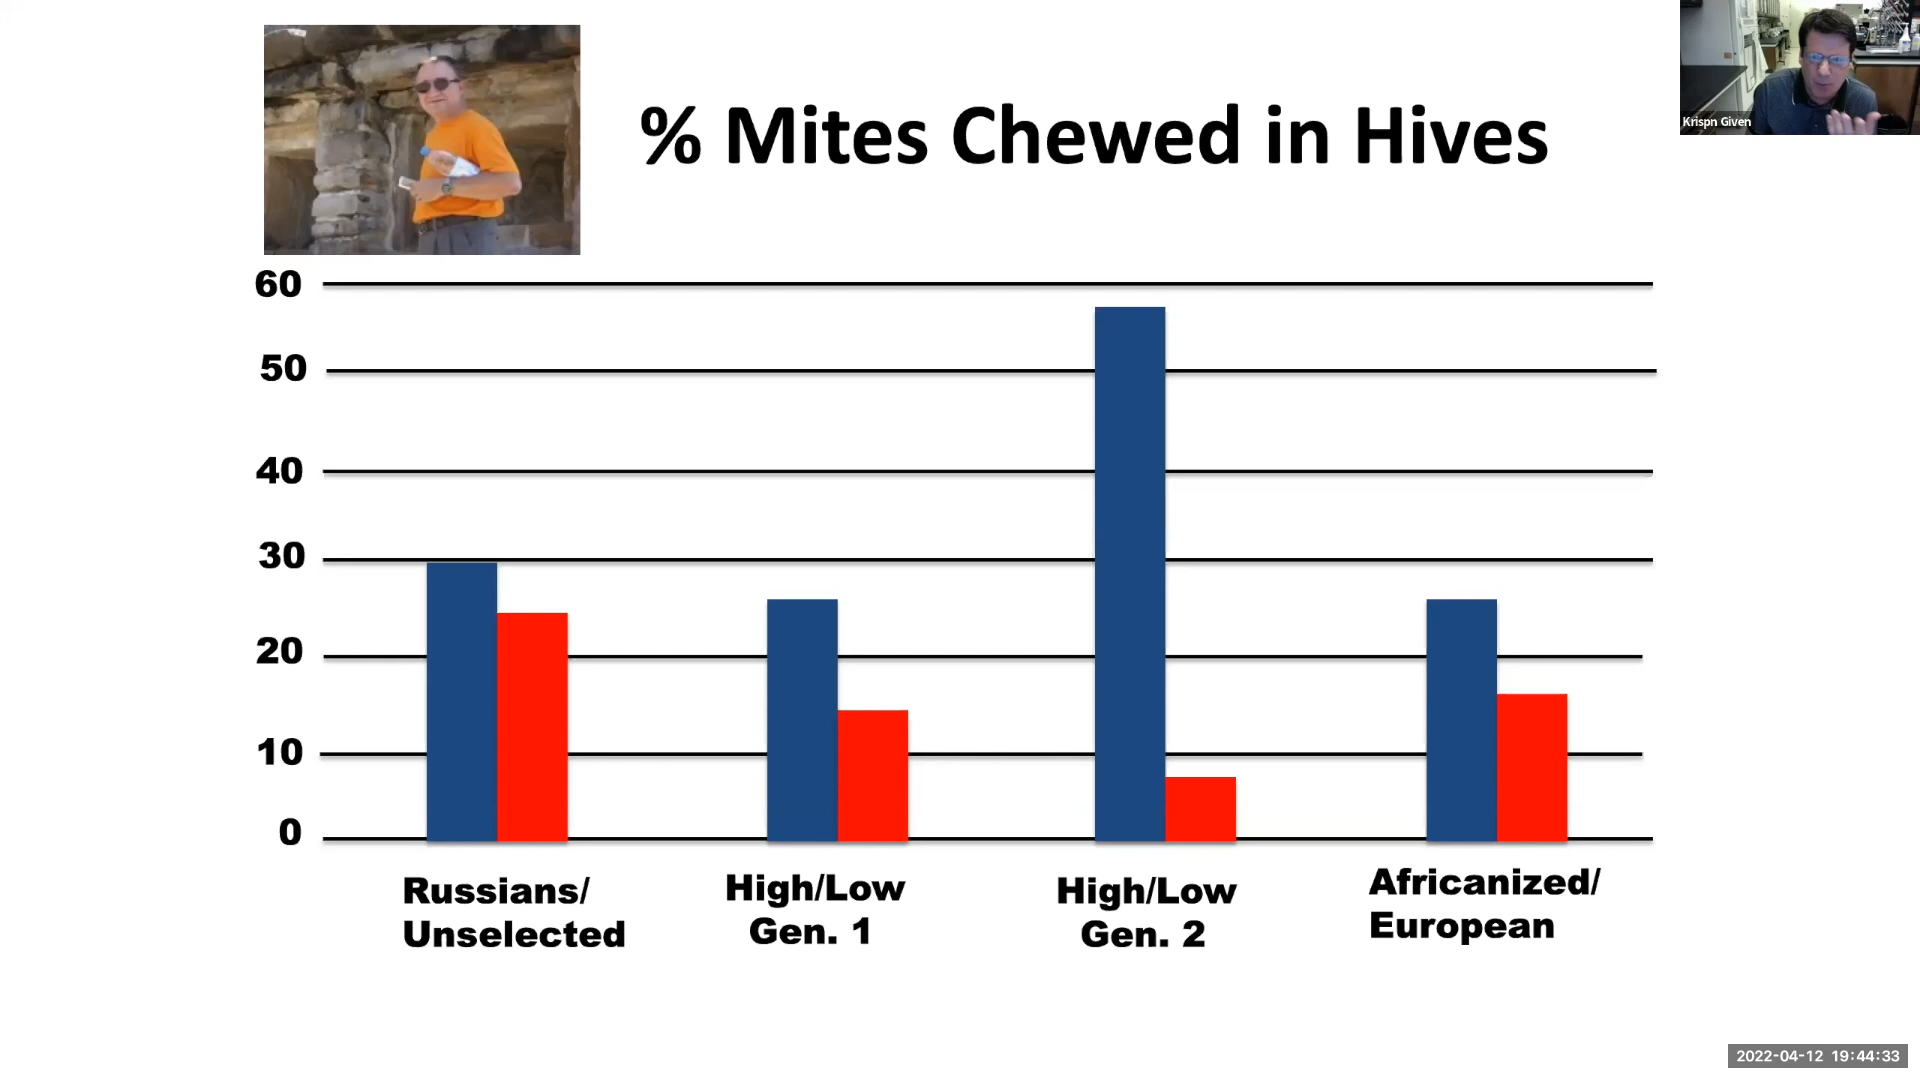 % Mites Chewed in Hives
Krispn Given
60
50
40
30
20
10
0
Russians/
Unselected
High/Low
Gen. 1
High/Low
Gen. 2
Africanized/
European
2022-04-12 19:44:33